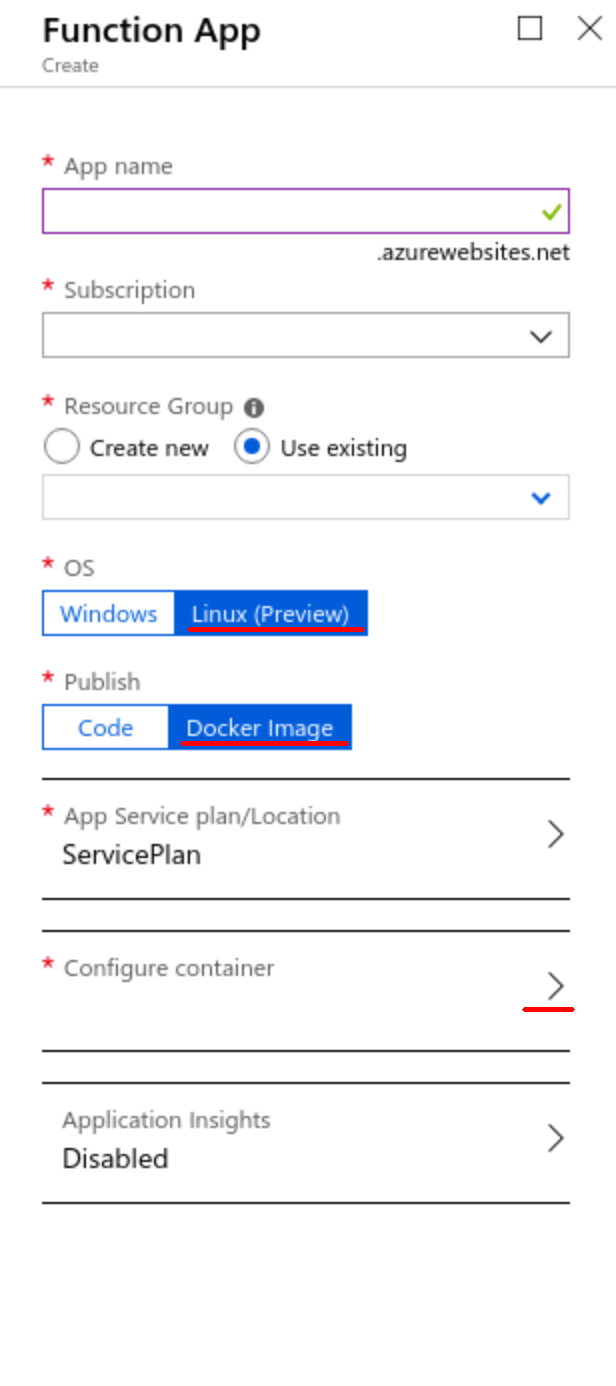 Function App
Create
* App name
.azurewebsites.net
* Subscription
* Resource Group
Create new Use existing
* OS
Windows Linux (Preview)
* Publish
Code Docker Image
* App Service plan/Location
ServicePlan
* Configure container
Application Insights
Disabled